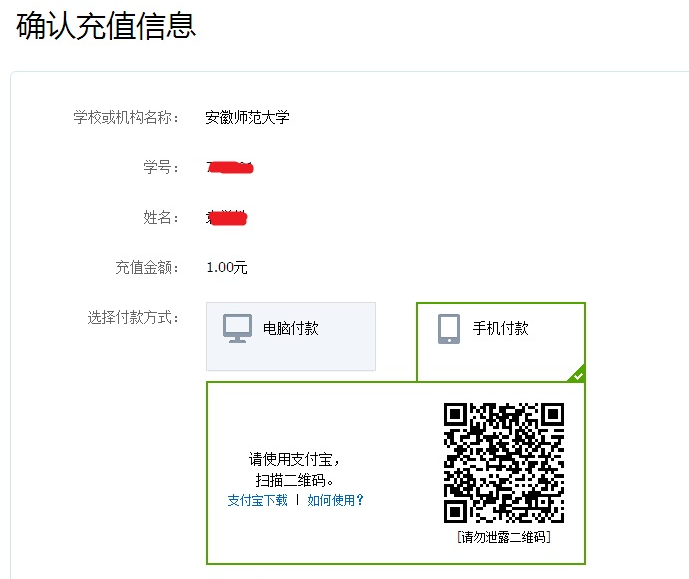 确认充值信息
学校或机构名称： 安徽师范大学
学号：
姓名：
充值金额： 1.00元
选择付款方式： 电脑付款 手机付款
请使用支付宝，
扫描二维码。
支付宝下载 | 如何使用？
[请勿泄露二维码]